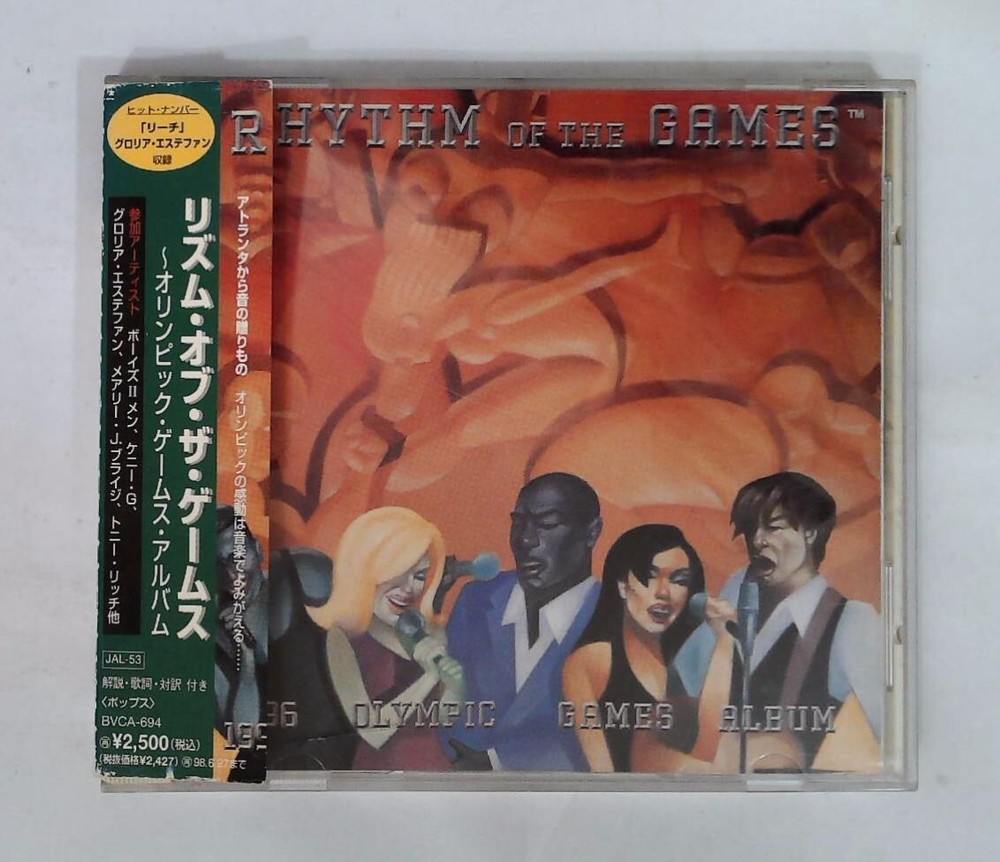 RHYTHM OF THE GAMES™
ヒット・ナンバー
「リーチ」
グロリア・エステファン
収録
アトランタから音の贈りもの オリンピックの感動は音楽でよみがえる……
リズム・オブ・ザ・ゲームス
〜オリンピック・ゲームス・アルバム
参加アーティスト ボーイズⅡメン、ケニー・G、
グロリア・エステファン、メアリー・J.ブライジ、トニー・リッチ他
JAL-53
解説・歌詞・対訳 付き
〈ポップス〉
BVCA-694
㋐¥2,500(税込)
(税抜価格¥2,427) ㋐98.6.27まで
199
96 OLYMPIC GAMES ALBUM